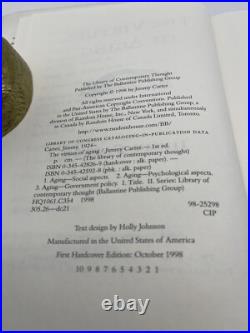 The Library of Contemporary Thought
Published by The Ballantine Publishing Group
Copyright © 1998 by Jimmy Carter
All rights reserved under International
and Pan-American Copyright Conventions. Published
in the United States by The Ballantine Publishing Group, a
division of Random House, Inc., New York, and simultaneously
in Canada by Random House of Canada Limited, Toronto.
http://www.randomhouse.com/BB/
LIBRARY OF CONGRESS CATALOGING-IN-PUBLICATION DATA
Carter, Jimmy, 1924–
The virtues of aging / Jimmy Carter. — 1st ed.
p. cm. — (The library of contemporary thought)
ISBN 0-345-42826-9 (hardcover : alk. paper).
ISBN 0-345-42592-8 (pbk. : alk. paper)
1. Aging—Social aspects. 2. Aging—Psychological aspects.
3. Aging—Government policy. I. Title. II. Series: Library of
contemporary thought (Ballantine Publishing Group)
HQ1061.C354 1998
305.26—dc21 98-25298
CIP
Text design by Holly Johnson
Manufactured in the United States of America
First Hardcover Edition: October 1998
10 9 8 7 6 5 4 3 2 1